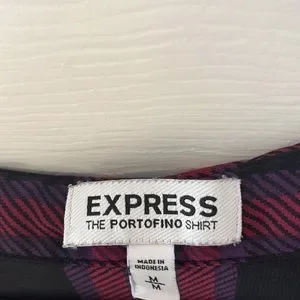 EXPRESS
THE PORTOFINO SHIRT
MADE IN
INDONESIA
M
M